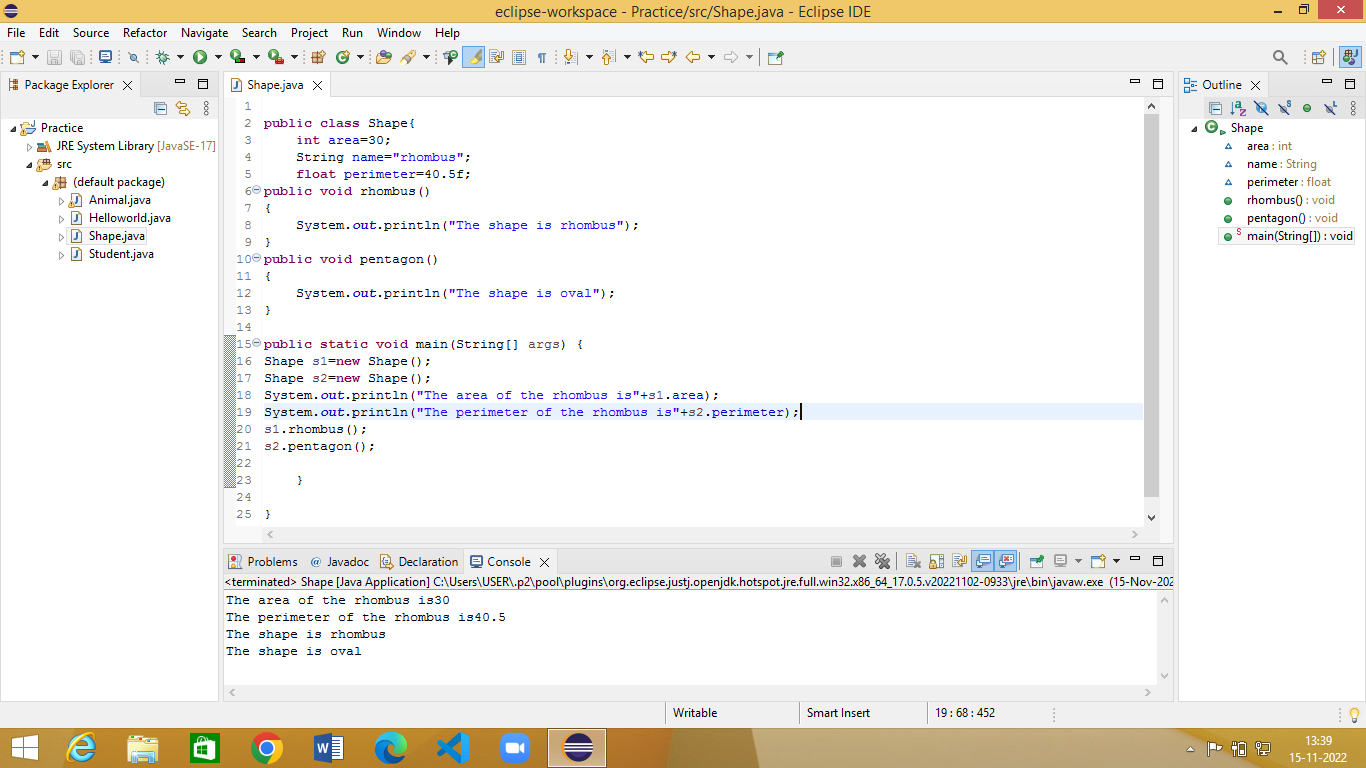 eclipse-workspace - Practice/src/Shape.java - Eclipse IDE
File Edit Source Refactor Navigate Search Project Run Window Help
Package Explorer
Practice
JRE System Library [JavaSE-17]
src
(default package)
Animal.java
Helloworld.java
Shape.java
Student.java
Shape.java
1
2 public class Shape{
3     int area=30;
4     String name="rhombus";
5     float perimeter=40.5f;
6 public void rhombus()
7 {
8     System.out.println("The shape is rhombus");
9 }
10 public void pentagon()
11 {
12     System.out.println("The shape is oval");
13 }
14
15 public static void main(String[] args) {
16 Shape s1=new Shape();
17 Shape s2=new Shape();
18 System.out.println("The area of the rhombus is"+s1.area);
19 System.out.println("The perimeter of the rhombus is"+s2.perimeter);
20 s1.rhombus();
21 s2.pentagon();
22
23     }
24
25 }
Outline
Shape
area : int
name : String
perimeter : float
rhombus() : void
pentagon() : void
main(String[]) : void
Problems Javadoc Declaration Console
<terminated> Shape [Java Application] C:\Users\USER\.p2\pool\plugins\org.eclipse.justj.openjdk.hotspot.jre.full.win32.x86_64_17.0.5.v20221102-0933\jre\bin\javaw.exe (15-Nov-202
The area of the rhombus is30
The perimeter of the rhombus is40.5
The shape is rhombus
The shape is oval
Writable Smart Insert 19 : 68 : 452
13:39
15-11-2022